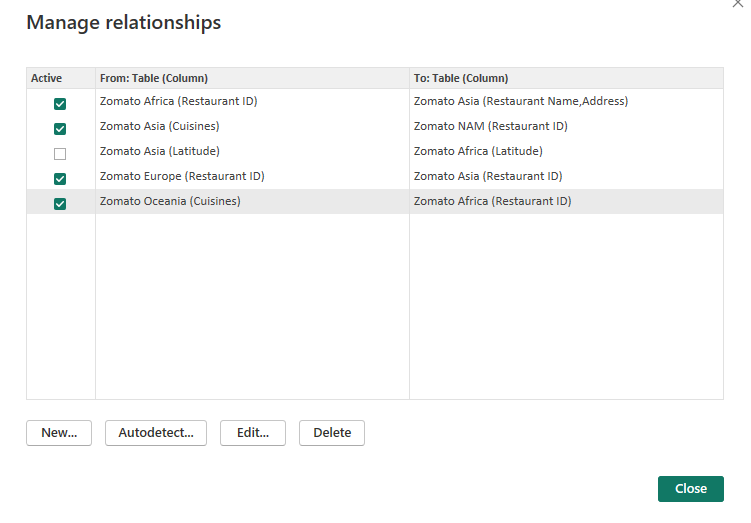 Manage relationships
Active From: Table (Column) To: Table (Column)
Zomato Africa (Restaurant ID) Zomato Asia (Restaurant Name,Address)
Zomato Asia (Cuisines) Zomato NAM (Restaurant ID)
Zomato Asia (Latitude) Zomato Africa (Latitude)
Zomato Europe (Restaurant ID) Zomato Asia (Restaurant ID)
Zomato Oceania (Cuisines) Zomato Africa (Restaurant ID)
New... Autodetect... Edit... Delete
Close